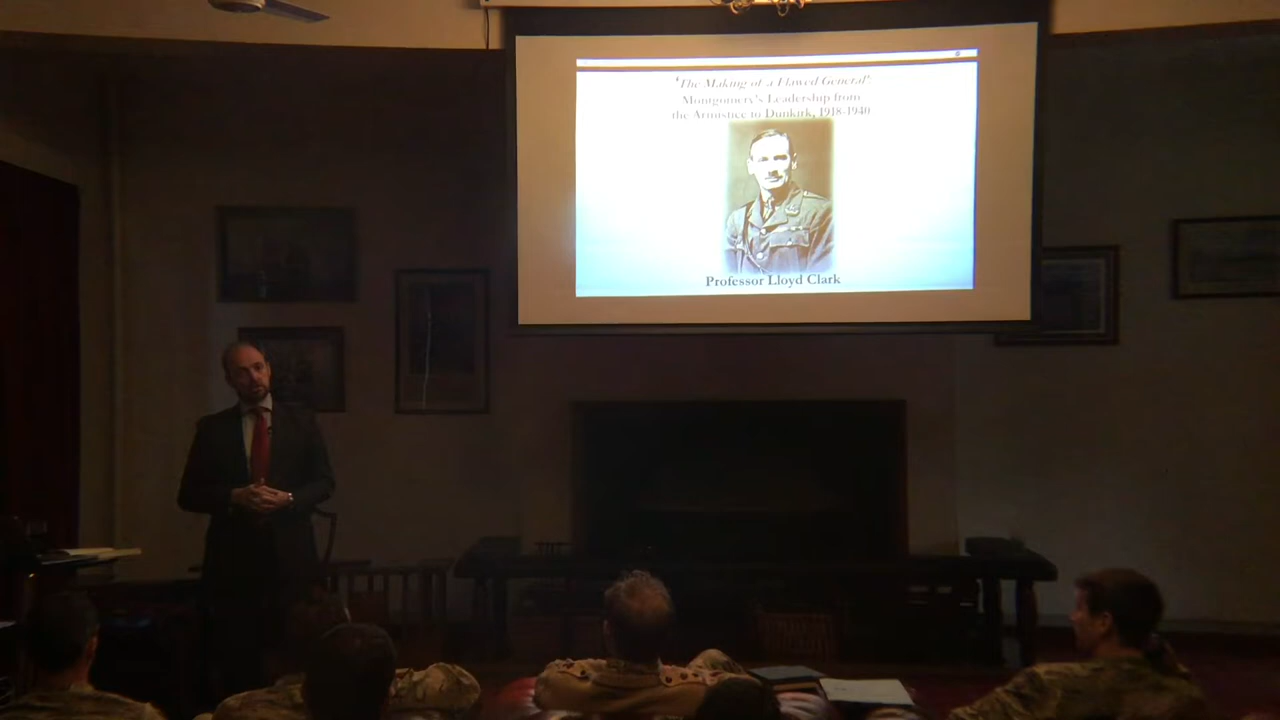 'The Making of a Flawed General':
Montgomery's Leadership from
the Armistice to Dunkirk, 1918-1940
Professor Lloyd Clark